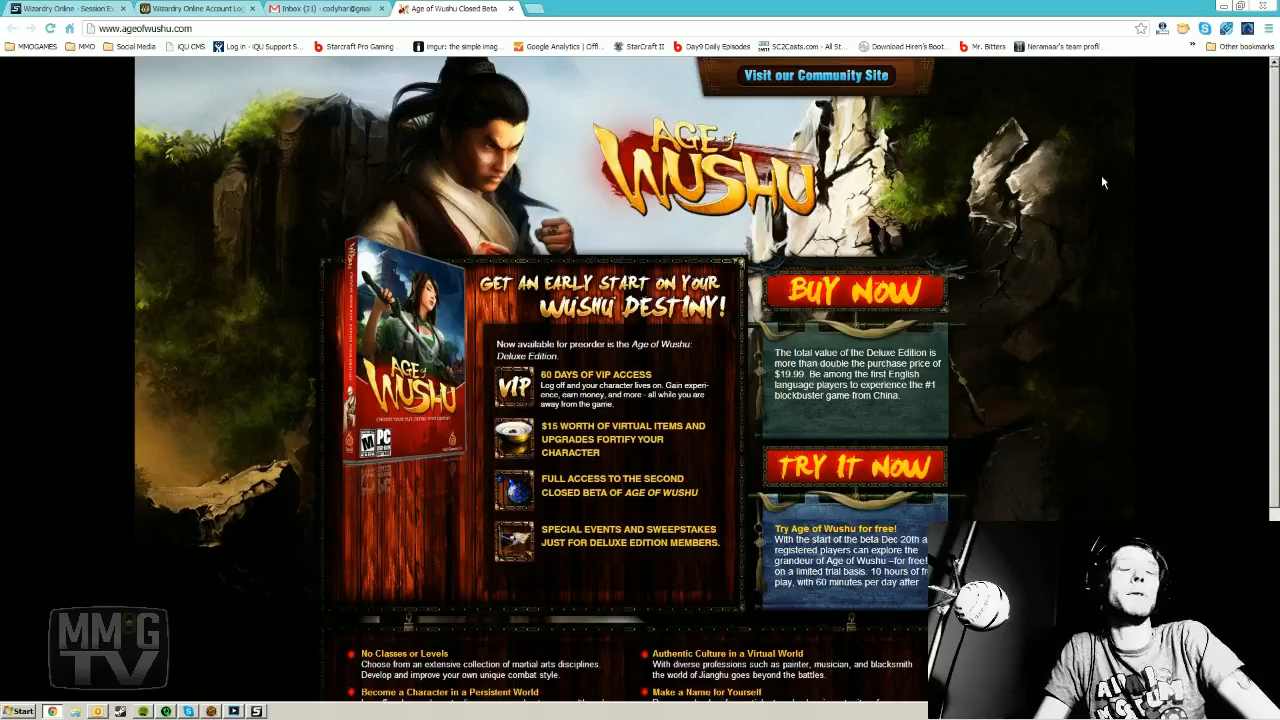 Wizardry Online - Session Ex
Wizardry Online Account Lo
Inbox (21) - codyhar@gmail
Age of Wushu Closed Beta
www.ageofwushu.com
MMOGAMES
MMO
Social Media
iQU CMS
Log in - iQU Support S...
Starcraft Pro Gaming ...
imgur: the simple imag...
Google Analytics | Offi...
StarCraft II
Day9 Daily Episodes
SC2Casts.com - All St...
Download Hiren's Boot...
Mr. Bitters
Neramaar's team profil...
Other bookmarks
Visit our Community Site
AGE of
WUSHU
GET AN EARLY START ON YOUR
WUSHU DESTINY!
Now available for preorder is the Age of Wushu:
Deluxe Edition.
VIP
60 DAYS OF VIP ACCESS
Log off and your character lives on. Gain experi-
ence, earn money, and more - all while you are
away from the game.
$15 WORTH OF VIRTUAL ITEMS AND
UPGRADES FORTIFY YOUR
CHARACTER
FULL ACCESS TO THE SECOND
CLOSED BETA OF AGE OF WUSHU
SPECIAL EVENTS AND SWEEPSTAKES
JUST FOR DELUXE EDITION MEMBERS.
AGE of
WUSHU
PC
BUY NOW
The total value of the Deluxe Edition is
more than double the purchase price of
$19.99. Be among the first English
language players to experience the #1
blockbuster game from China.
TRY IT NOW
Try Age of Wushu for free!
With the start of the beta Dec 20th a
registered players can explore the
grandeur of Age of Wushu –for free!
on a limited trial basis. 10 hours of fr
play, with 60 minutes per day after
No Classes or Levels
Choose from an extensive collection of martial arts disciplines.
Develop and improve your own unique combat style.
Become a Character in a Persistent World
Authentic Culture in a Virtual World
With diverse professions such as painter, musician, and blacksmith
the world of Jianghu goes beyond the battles.
Make a Name for Yourself
MMOG
TV
Start